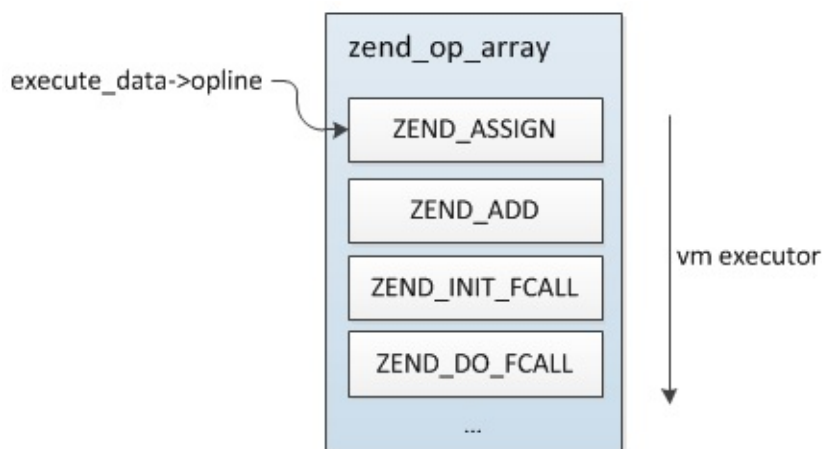 zend_op_array
execute_data->opline
ZEND_ASSIGN
ZEND_ADD
ZEND_INIT_FCALL
ZEND_DO_FCALL
...
vm executor